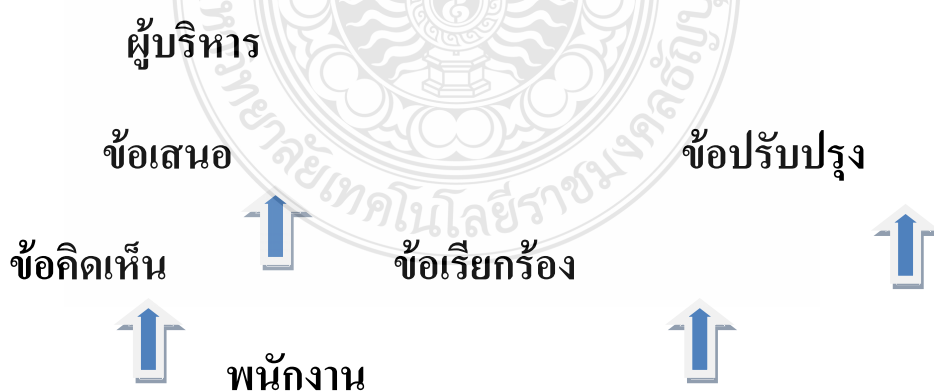 ผู้บริหาร
ข้อเสนอ ข้อปรับปรุง
ข้อคิดเห็น ข้อเรียกร้อง
พนักงาน